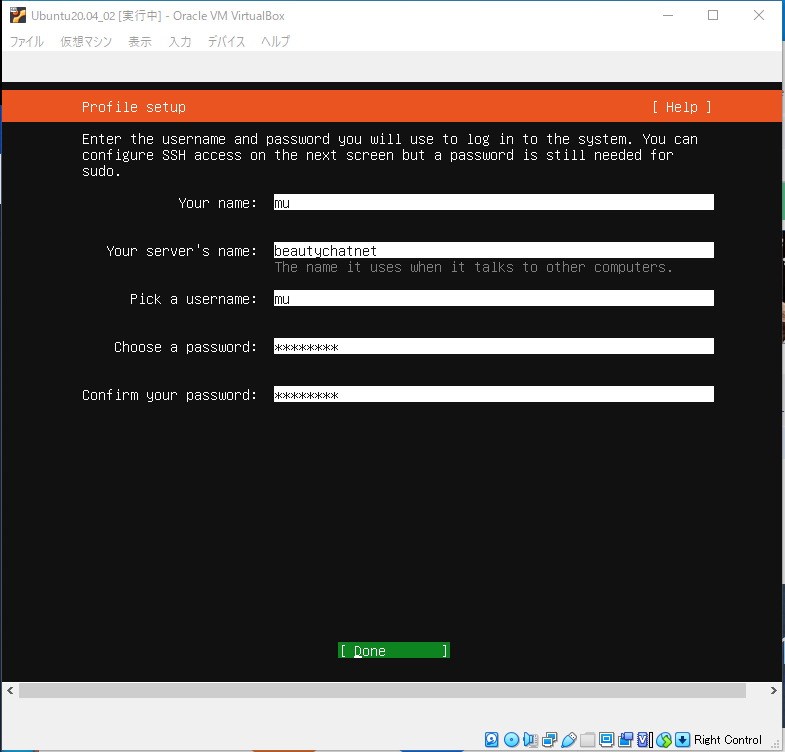 Ubuntu20.04_02 [実行中] - Oracle VM VirtualBox
ファイル 仮想マシン 表示 入力 デバイス ヘルプ
Profile setup [ Help ]
Enter the username and password you will use to log in to the system. You can
configure SSH access on the next screen but a password is still needed for
sudo.
Your name: mu
Your server's name: beautychatnet
The name it uses when it talks to other computers.
Pick a username: mu
Choose a password: ********
Confirm your password: ********
[ Done ]
Right Control